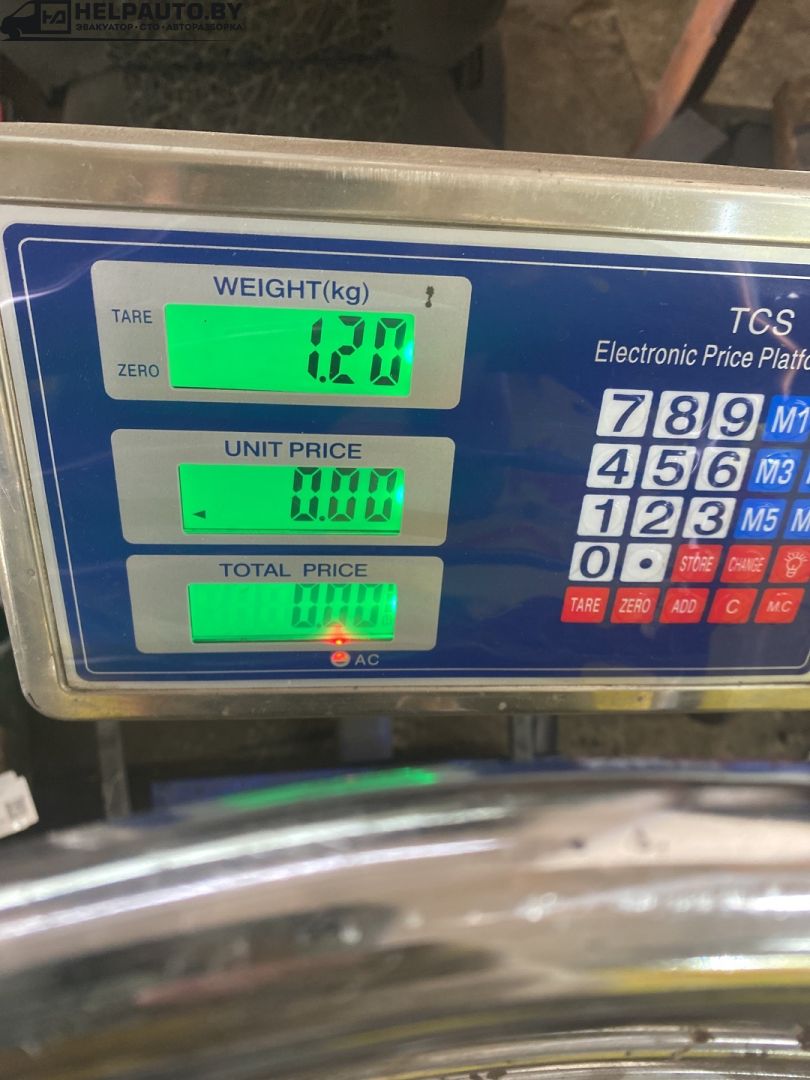 HELPAUTO.BY
ЭВАКУАТОР • СТО • АВТОРАЗБОРКА
WEIGHT(kg)
TARE
ZERO
1.20
UNIT PRICE
0.00
TOTAL PRICE
0.00
AC
TCS
Electronic Price
7 8 9 M1
4 5 6 M3
1 2 3 M5
0 • STORE CHANGE
TARE ZERO ADD C M.C